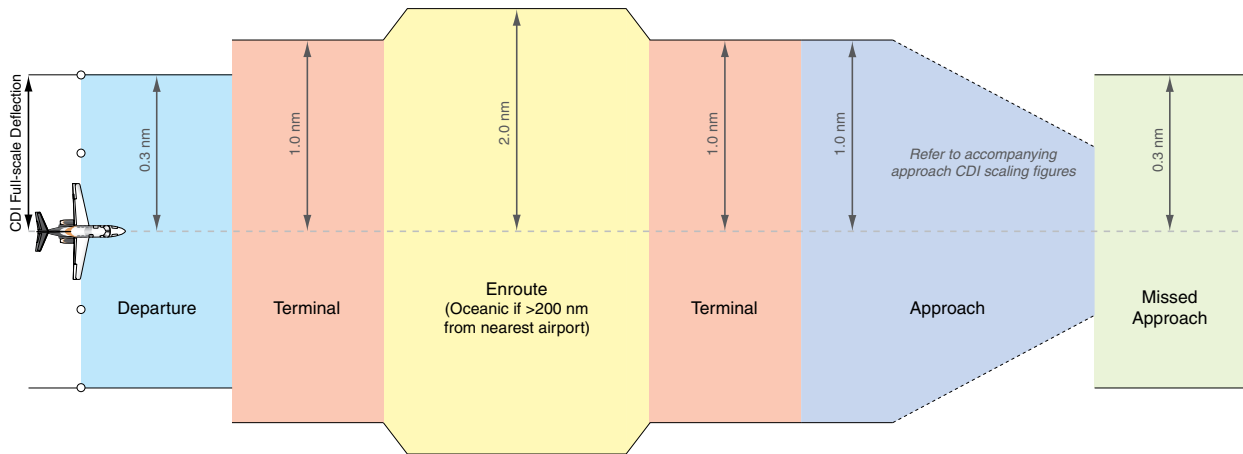 CDI Full-scale Deflection
0.3 nm
1.0 nm
2.0 nm
1.0 nm
1.0 nm
Refer to accompanying
approach CDI scaling figures
0.3 nm
Departure
Terminal
Enroute
(Oceanic if >200 nm
from nearest airport)
Terminal
Approach
Missed
Approach